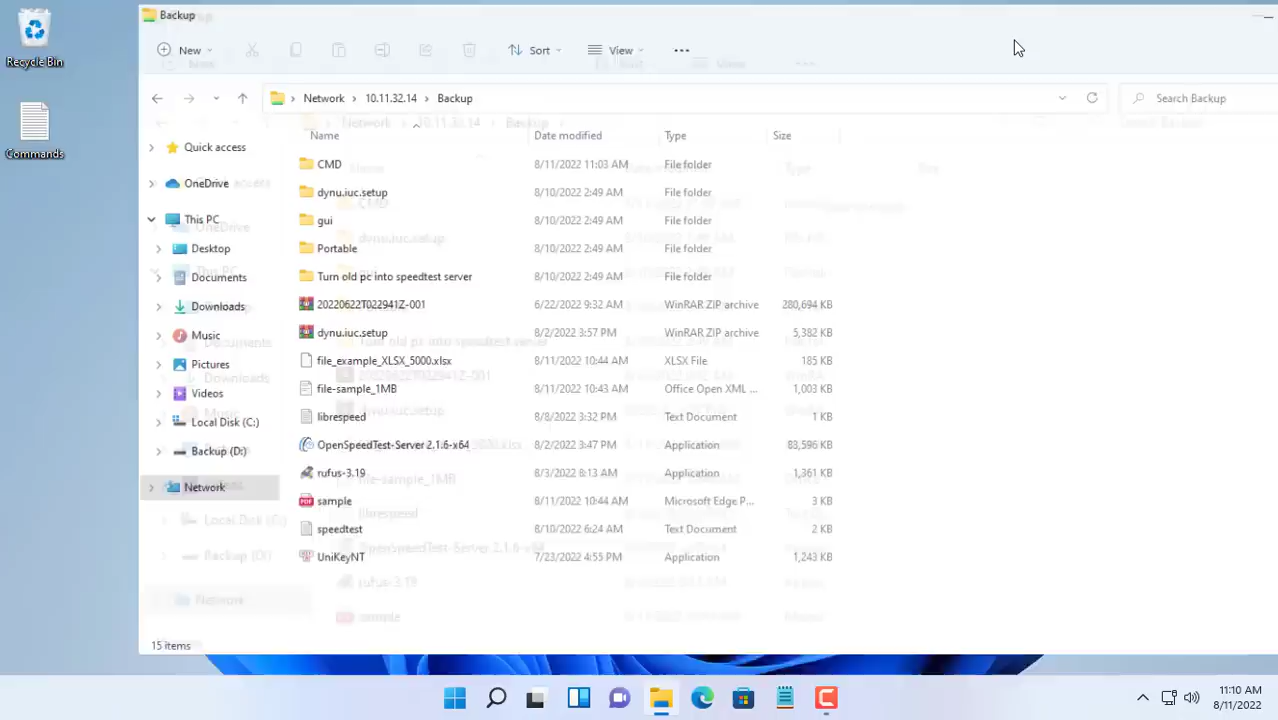 Recycle Bin
Commands
Backup
New
Sort
View
Network > 10.11.32.14 > Backup
Search Backup
Name Date modified Type Size
Quick access
OneDrive
This PC
Desktop
Documents
Downloads
Music
Pictures
Videos
Local Disk (C:)
Backup (D:)
Network
CMD 8/11/2022 11:03 AM File folder
dynu.iuc.setup 8/10/2022 2:49 AM File folder
gui 8/10/2022 2:49 AM File folder
Portable 8/10/2022 2:49 AM File folder
Turn old pc into speedtest server 8/10/2022 2:49 AM File folder
20220622T022941Z-001 6/22/2022 9:32 AM WinRAR ZIP archive 280,694 KB
dynu.iuc.setup 8/2/2022 3:57 PM WinRAR ZIP archive 5,382 KB
file_example_XLSX_5000.xlsx 8/11/2022 10:44 AM XLSX File 185 KB
file-sample_1MB 8/11/2022 10:43 AM Office Open XML ... 1,003 KB
librespeed 8/8/2022 3:32 PM Text Document 1 KB
OpenSpeedTest-Server 2.1.6-x64 8/2/2022 3:47 PM Application 83,596 KB
rufus-3.19 8/3/2022 8:13 AM Application 1,361 KB
sample 8/11/2022 10:44 AM Microsoft Edge P... 3 KB
speedtest 8/10/2022 6:24 AM Text Document 2 KB
UniKeyNT 7/23/2022 4:55 PM Application 1,243 KB
15 items
11:10 AM
8/11/2022